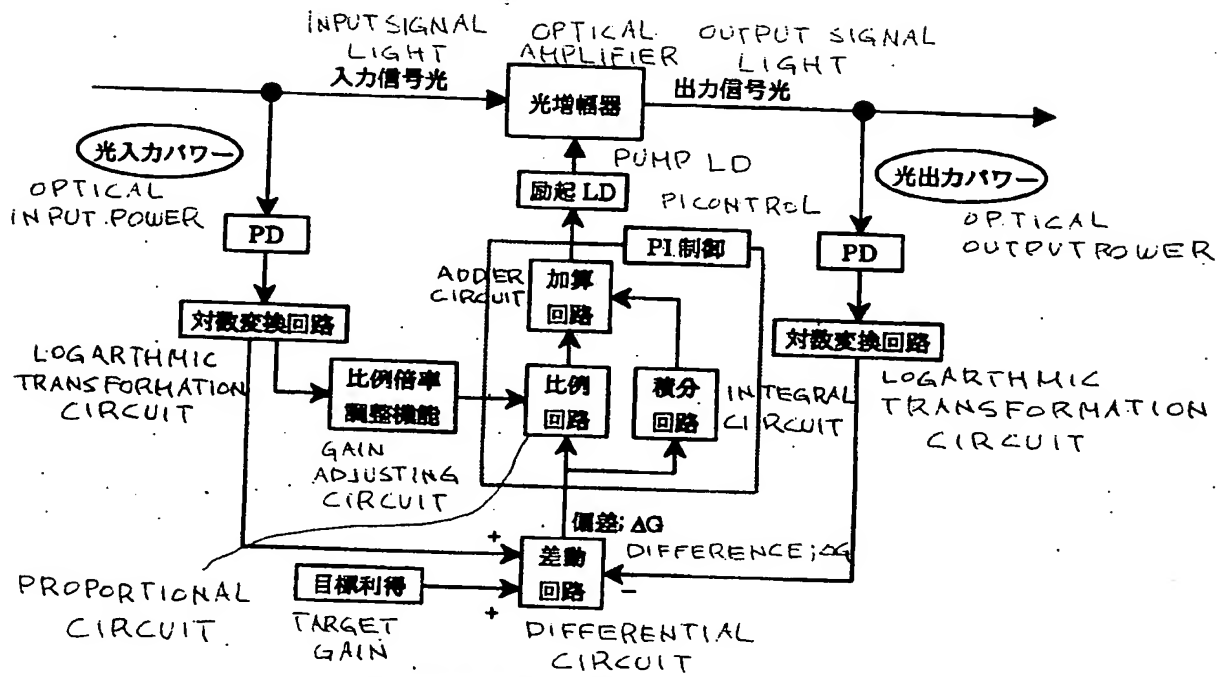 INPUT SIGNAL
LIGHT
OPTICAL
AMPLIFIER
OUTPUT SIGNAL
LIGHT
入力信号光
光増幅器
出力信号光
光入力パワー
OPTICAL
INPUT.POWER
PUMP LD
励起 LD
光出力パワー
OPTICAL
OUTPUT POWER
PD
PI CONTROL
PI.制御
PD
ADDER
CIRCUIT
加算
回路
対数変換回路
対数変換回路
LOGARTHMIC
TRANSFORMATION
CIRCUIT
比例倍率
調整機能
比例
回路
積分
回路
INTEGRAL
CIRCUIT
LOGARTHMIC
TRANSFORMATION
CIRCUIT
GAIN
ADJUSTING
CIRCUIT
偏差; ΔG
DIFFERENCE; ΔG
+
差動
回路
−
目標利得
+
PROPORTIONAL
CIRCUIT
TARGET
GAIN
DIFFERENTIAL
CIRCUIT